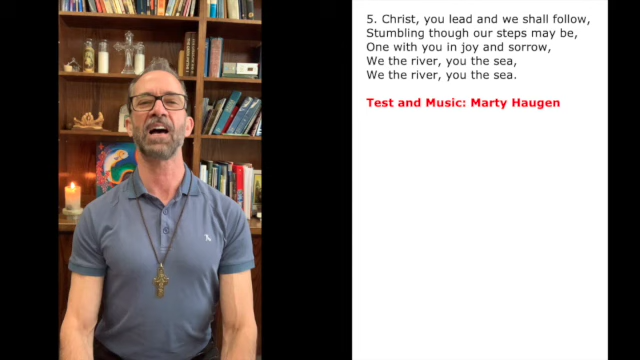 5. Christ, you lead and we shall follow,
Stumbling though our steps may be,
One with you in joy and sorrow,
We the river, you the sea,
We the river, you the sea.
Test and Music: Marty Haugen